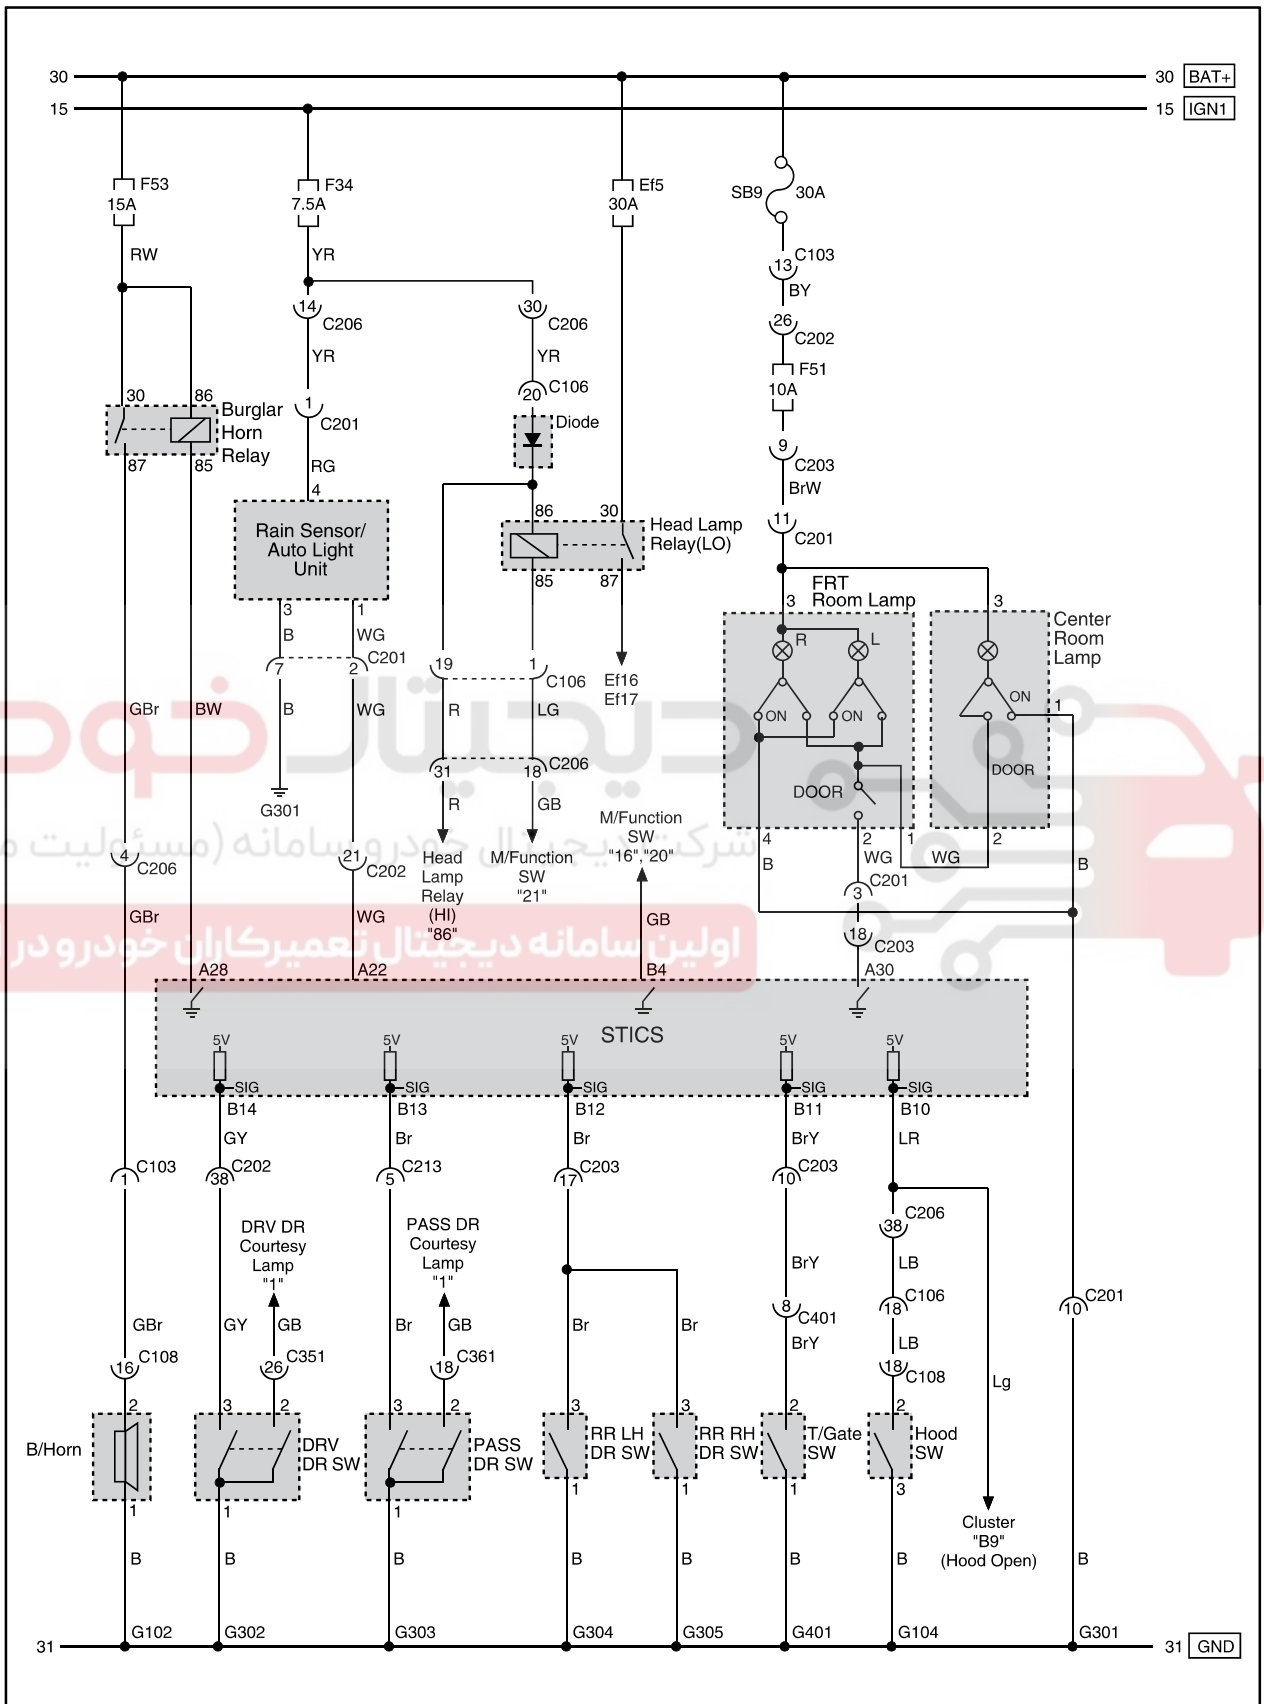 30
30 BAT+
15
15 IGN1
F53
15A
F34
7.5A
Ef5
30A
SB9 30A
RW
YR
13 C103
BY
14 C206
30 C206
26 C202
YR
YR
F51
10A
20 C106
1 C201
Diode
30 86
Burglar
Horn
Relay
87 85
9 C203
BrW
RG
4
11 C201
Rain Sensor/
Auto Light
Unit
86 30
Head Lamp
Relay(LO)
85 87
FRT
Room Lamp
3
3
Center
Room
Lamp
3 1
B WG
R L
7 2 C201
19 1 C106
Ef16
Ef17
ON ON
ON
1
GBr BW B WG R LG
دیجیتال خودرو
31 18 C206
DOOR
DOOR
G301
R GB
M/Function
SW
"16","20"
شرکت دیجیتال خودرو سامانه (مسئولیت م
4 2 1 2
4 C206
21 C202
Head
Lamp
Relay
(HI)
"86"
M/Function
SW
"21"
B WG WG B
C201
3
GBr WG GB
18 C203
اولین سامانه دیجیتال تعمیرکاران خودرو در
A28 A22 B4 A30
STICS
5V 5V 5V 5V 5V
SIG SIG SIG SIG SIG
B14 B13 B12 B11 B10
GY Br Br BrY LR
1 C103
38 C202
5 C213
17 C203
10 C203
DRV DR
Courtesy
Lamp
"1"
PASS DR
Courtesy
Lamp
"1"
38 C206
BrY LB
8 C401
18 C106
10 C201
GBr GY GB Br GB Br Br BrY LB
16 C108
26 C351
18 C361
18 C108
Lg
2 3 2 3 2 3 3 2 2
B/Horn
DRV
DR SW
PASS
DR SW
RR LH
DR SW
RR RH
DR SW
T/Gate
SW
Hood
SW
1 1 1 1 1 1 3
Cluster
"B9"
(Hood Open)
B B B B B B B B
G102 G302 G303 G304 G305 G401 G104 G301
31
31 GND